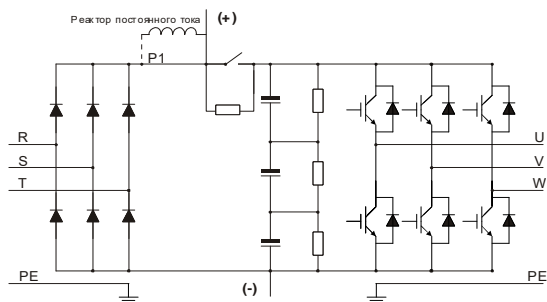 Реактор постоянного тока
(+)
P1
R
S
T
U
V
W
PE
(-)
PE